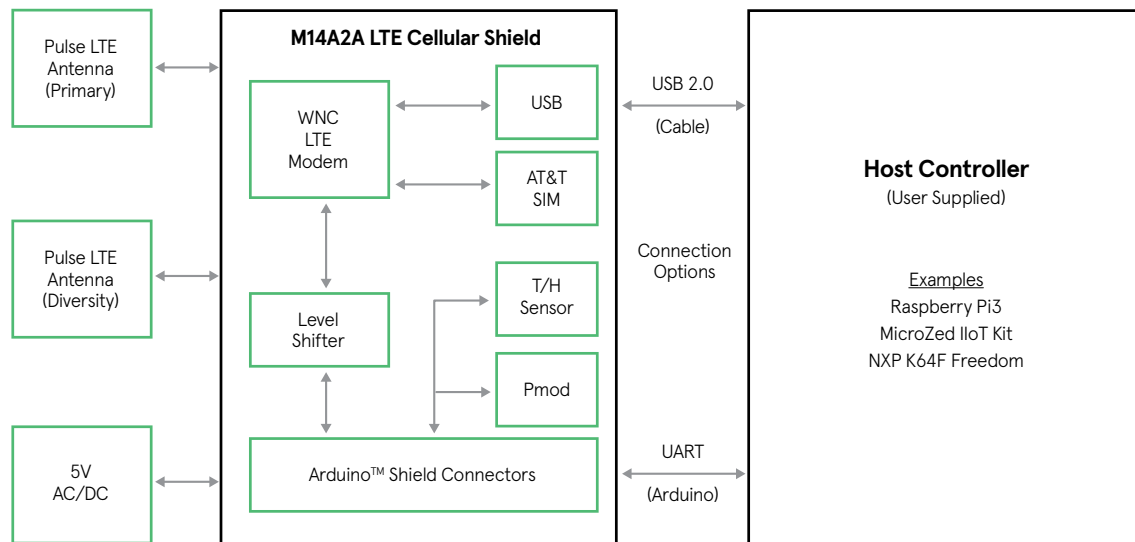 Pulse LTE
Antenna
(Primary)
Pulse LTE
Antenna
(Diversity)
5V
AC/DC
M14A2A LTE Cellular Shield
WNC
LTE
Modem
USB
AT&T
SIM
T/H
Sensor
Level
Shifter
Pmod
Arduino™ Shield Connectors
USB 2.0
(Cable)
Connection
Options
UART
(Arduino)
Host Controller
(User Supplied)
Examples
Raspberry Pi3
MicroZed IIoT Kit
NXP K64F Freedom